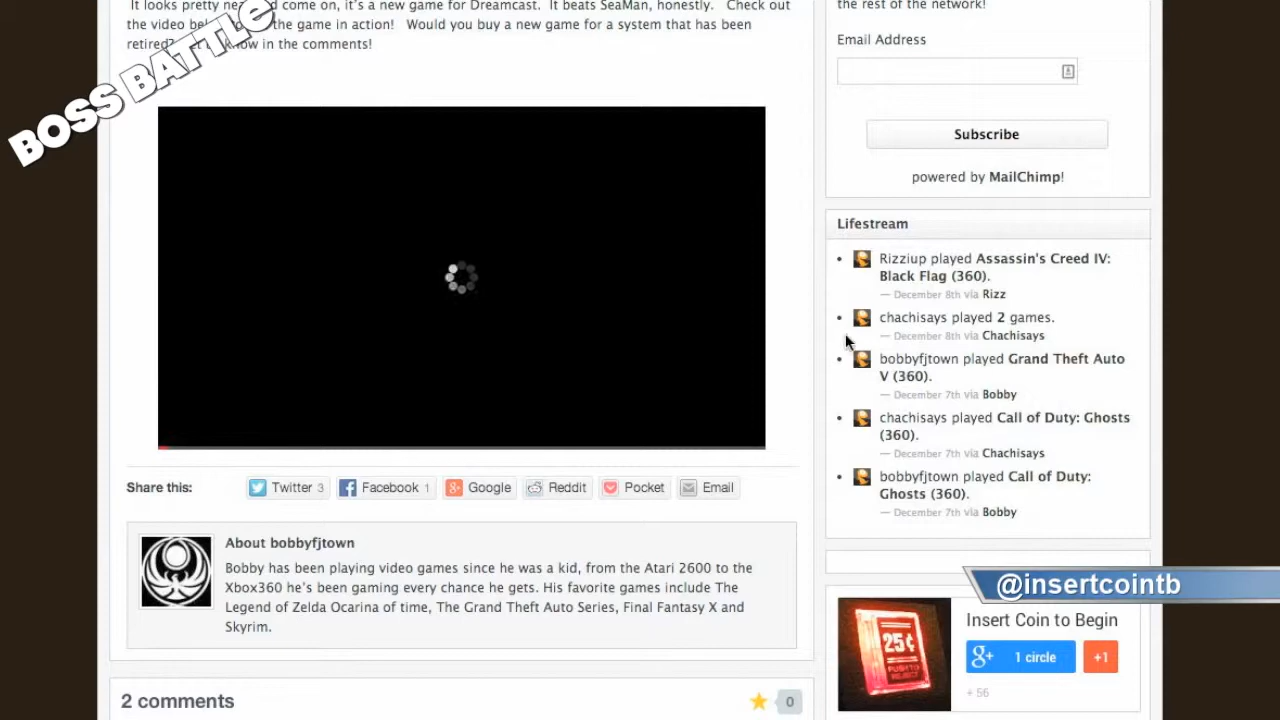 It looks pretty ne d come on, it's a new game for Dreamcast. It beats SeaMan, honestly. Check out
the video bel the game in action! Would you buy a new game for a system that has been
retired? ow in the comments!
BOSS BATTLE
Share this: Twitter 3 Facebook 1 Google Reddit Pocket Email
About bobbyfjtown
Bobby has been playing video games since he was a kid, from the Atari 2600 to the
Xbox360 he's been gaming every chance he gets. His favorite games include The
Legend of Zelda Ocarina of time, The Grand Theft Auto Series, Final Fantasy X and
Skyrim.
2 comments 0
the rest of the network!
Email Address
Subscribe
powered by MailChimp!
Lifestream
Rizziup played Assassin's Creed IV:
Black Flag (360).
— December 8th via Rizz
chachisays played 2 games.
— December 8th via Chachisays
bobbyfjtown played Grand Theft Auto
V (360).
— December 7th via Bobby
chachisays played Call of Duty: Ghosts
(360).
— December 7th via Chachisays
bobbyfjtown played Call of Duty:
Ghosts (360).
— December 7th via Bobby
@insertcointb
25¢
PUSH TO
REJECT
Insert Coin to Begin
g+ 1 circle +1
+ 56